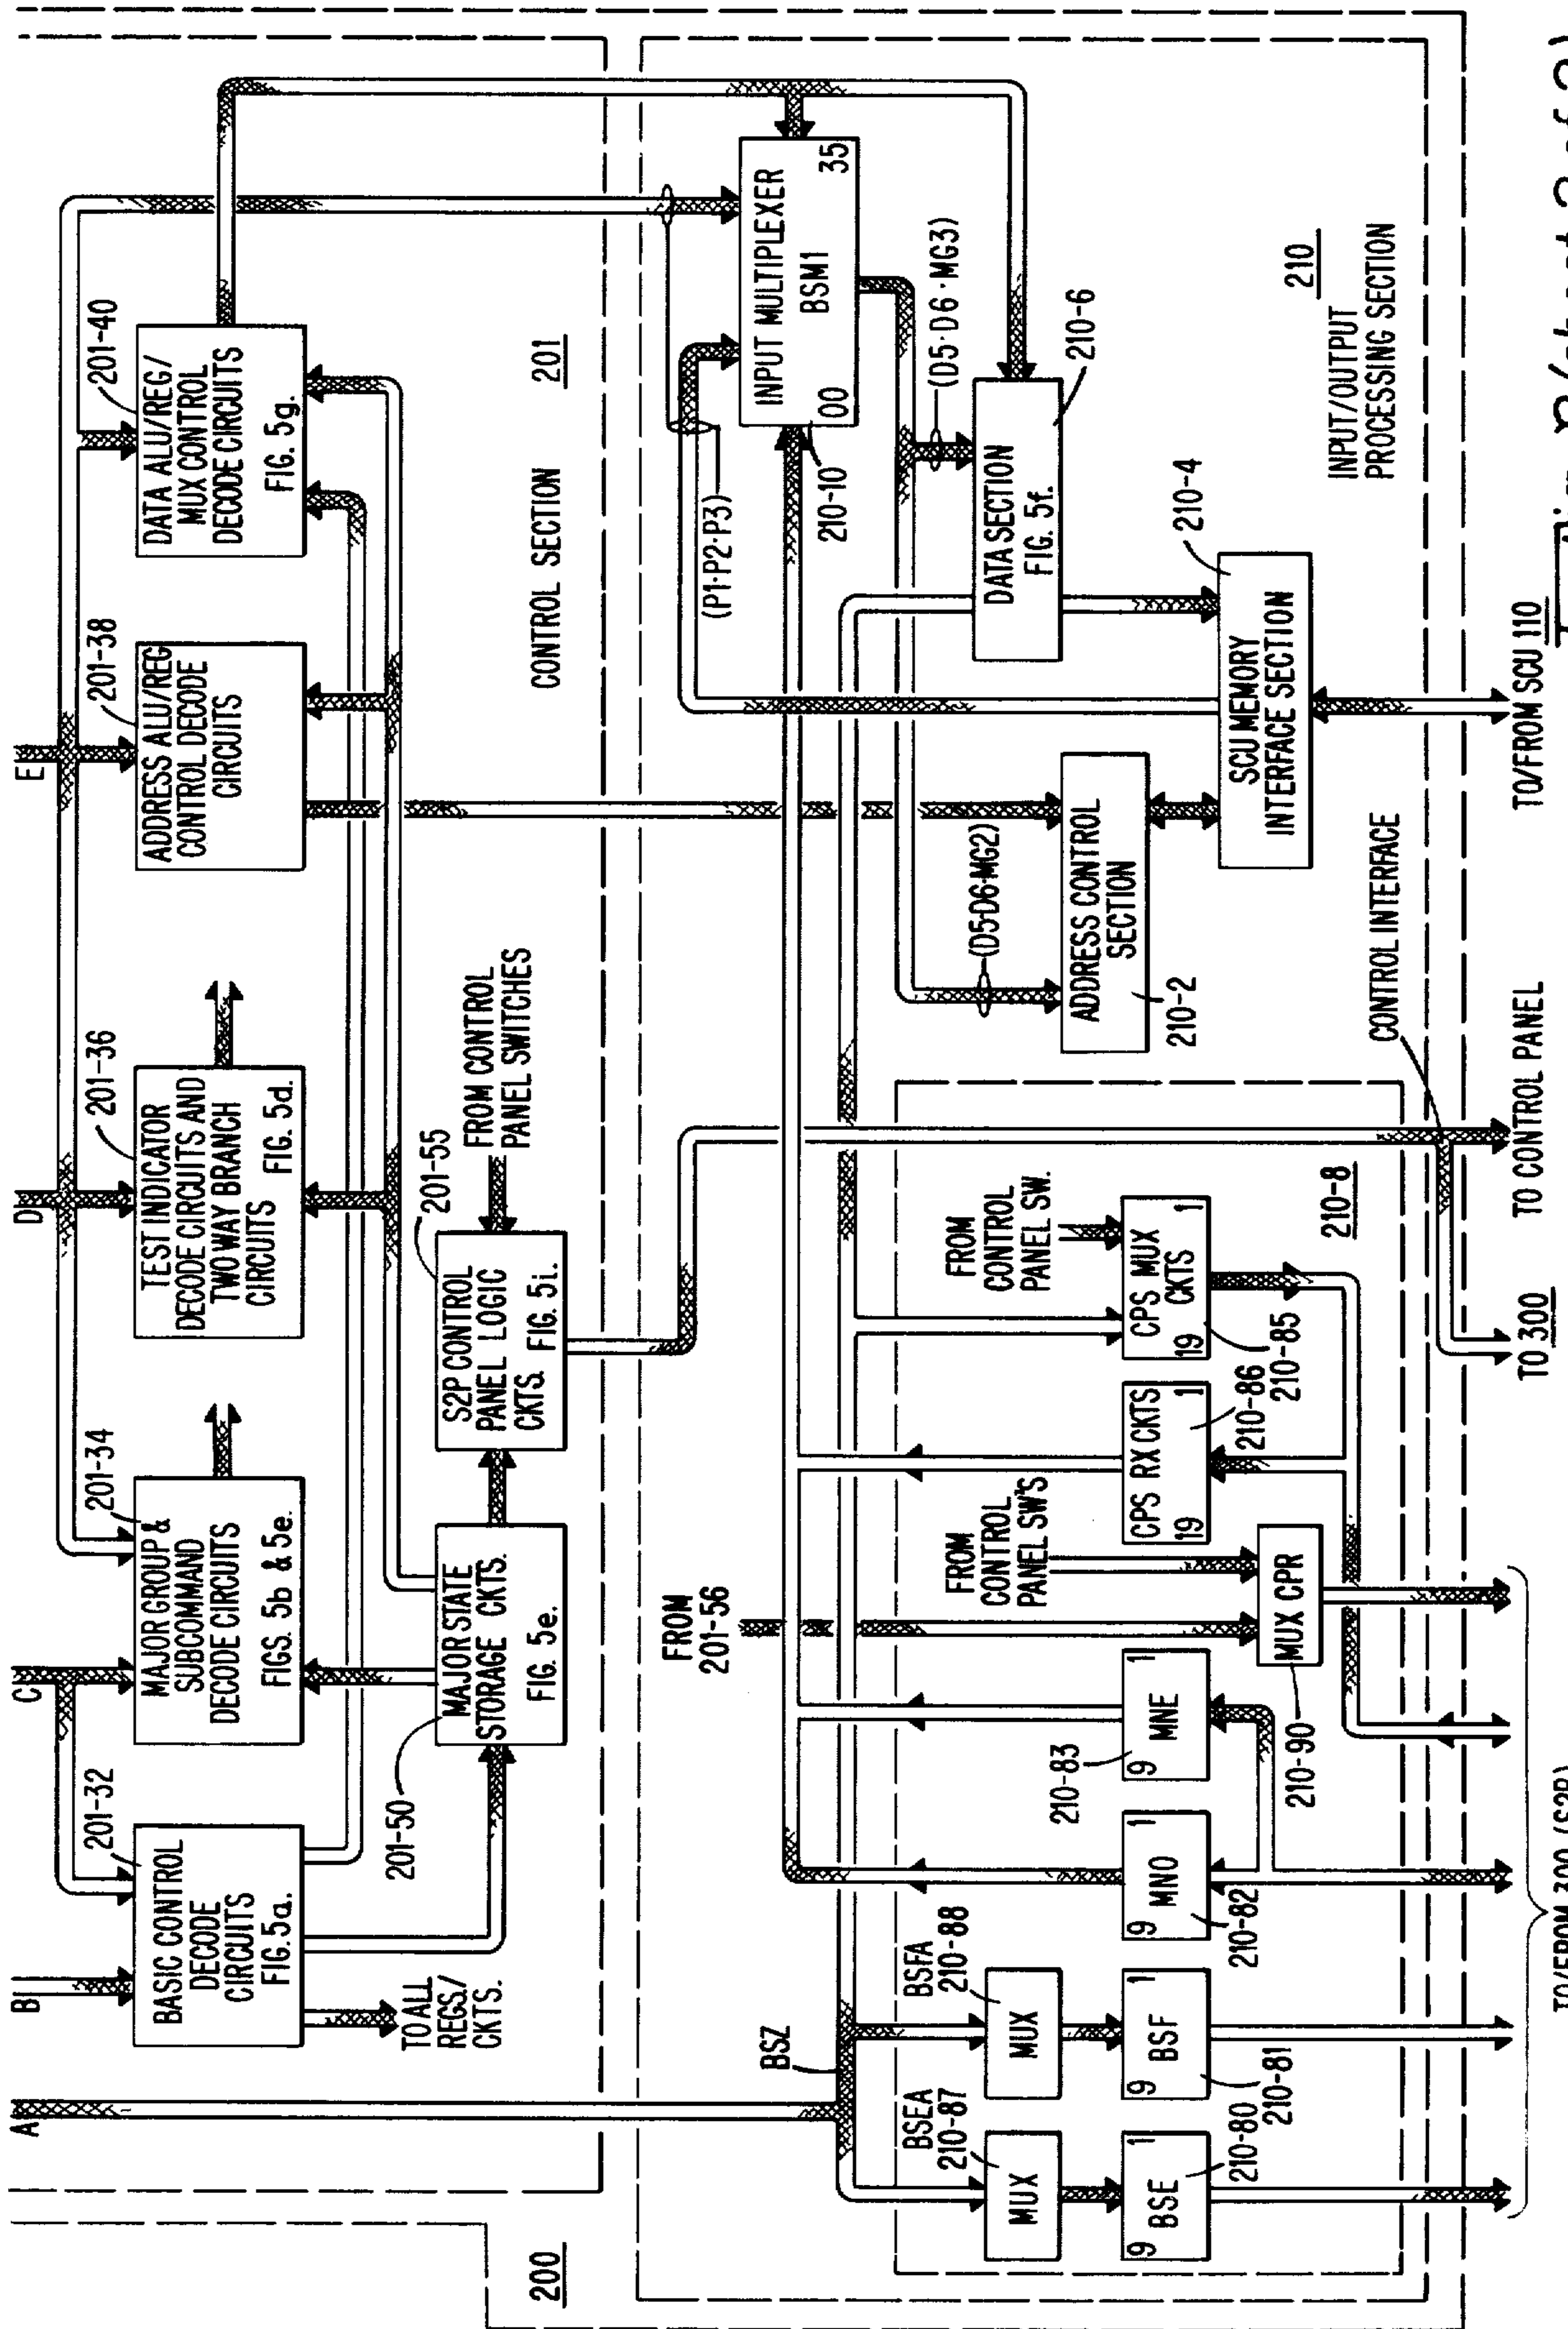 A
B
C
D
E
201-32
201-34
201-36
201-38
201-40
BASIC CONTROL
DECODE
CIRCUITS
FIG. 5a.
MAJOR GROUP &
SUBCOMMAND
DECODE CIRCUITS
FIGS. 5b & 5e.
TEST INDICATOR
DECODE CIRCUITS AND
TWO WAY BRANCH
CIRCUITS FIG. 5d.
ADDRESS ALU/REG
CONTROL DECODE
CIRCUITS
DATA ALU/REG/
MUX CONTROL
DECODE CIRCUITS
FIG. 5g.
TO ALL
REGS./
CKTS.
201-50
MAJOR STATE
STORAGE CKTS.
FIG. 5e.
201-55
S2P CONTROL
PANEL LOGIC
CKTS. FIG. 5i.
FROM CONTROL
PANEL SWITCHES
CONTROL SECTION
201
200
(P1·P2·P3)
INPUT MULTIPLEXER
BSM1
00 35
210-10
BSZ
FROM
201-56
(D5·D6·MG3)
(D5·D6·MG2)
DATA SECTION
FIG. 5f.
210-6
ADDRESS CONTROL
SECTION
210-2
SCU MEMORY
INTERFACE SECTION
210-4
210
INPUT/OUTPUT
PROCESSING SECTION
BSEA
210-87
MUX
BSFA
210-88
MUX
9 BSE 1
210-80
9 BSF 1
210-81
9 MNO 1
210-82
210-83
9 MNE 1
FROM
CONTROL
PANEL SW'S
MUX CPR
210-90
CPS RX CKTS
19 1
210-86
FROM
CONTROL
PANEL SW.
CPS MUX
CKTS
19 1
210-85
210-8
CONTROL INTERFACE
TO/FROM 300 (S2P)
TO 300
TO CONTROL PANEL
TO/FROM SCU 110